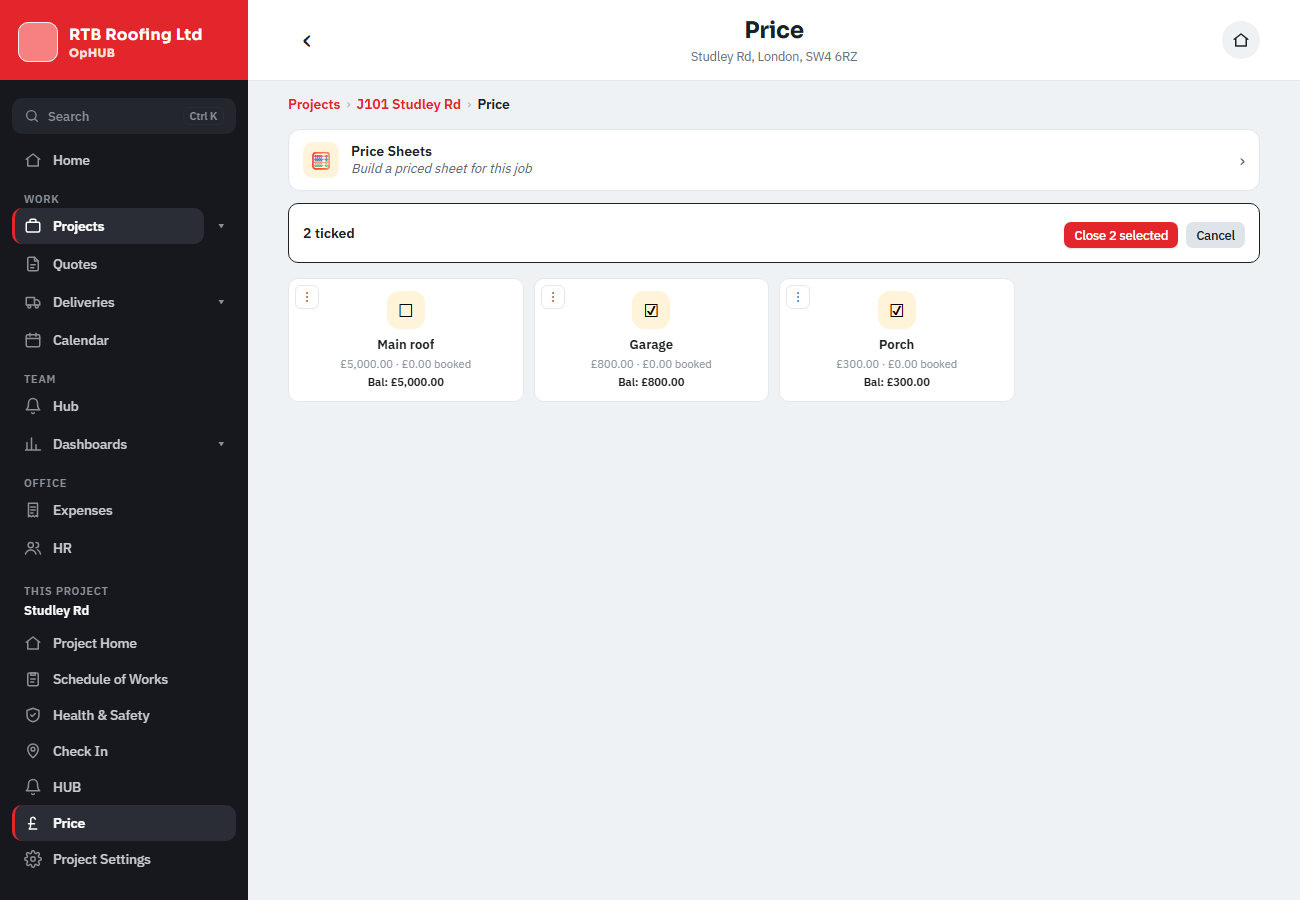 RTB Roofing Ltd
OpHUB
Search
Ctrl K
Home
WORK
Projects
Quotes
Deliveries
Calendar
TEAM
Hub
Dashboards
OFFICE
Expenses
HR
THIS PROJECT
Studley Rd
Project Home
Schedule of Works
Health & Safety
Check In
HUB
£ Price
Project Settings
Price
Studley Rd, London, SW4 6RZ
Projects › J101 Studley Rd › Price
Price Sheets
Build a priced sheet for this job
2 ticked
Close 2 selected
Cancel
Main roof
£5,000.00 · £0.00 booked
Bal: £5,000.00
Garage
£800.00 · £0.00 booked
Bal: £800.00
Porch
£300.00 · £0.00 booked
Bal: £300.00